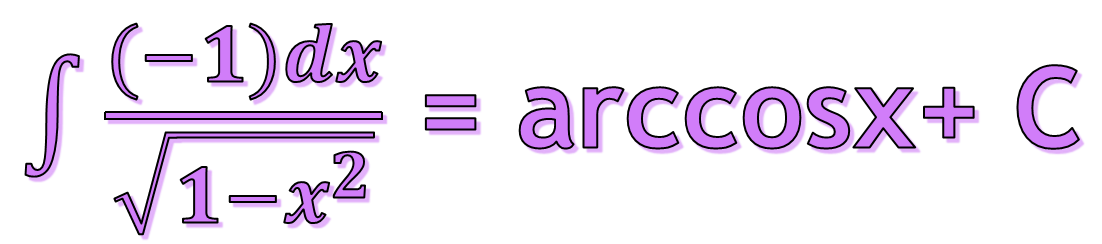 ∫ (−1)dx / √(1−x²) = arccosx+ C